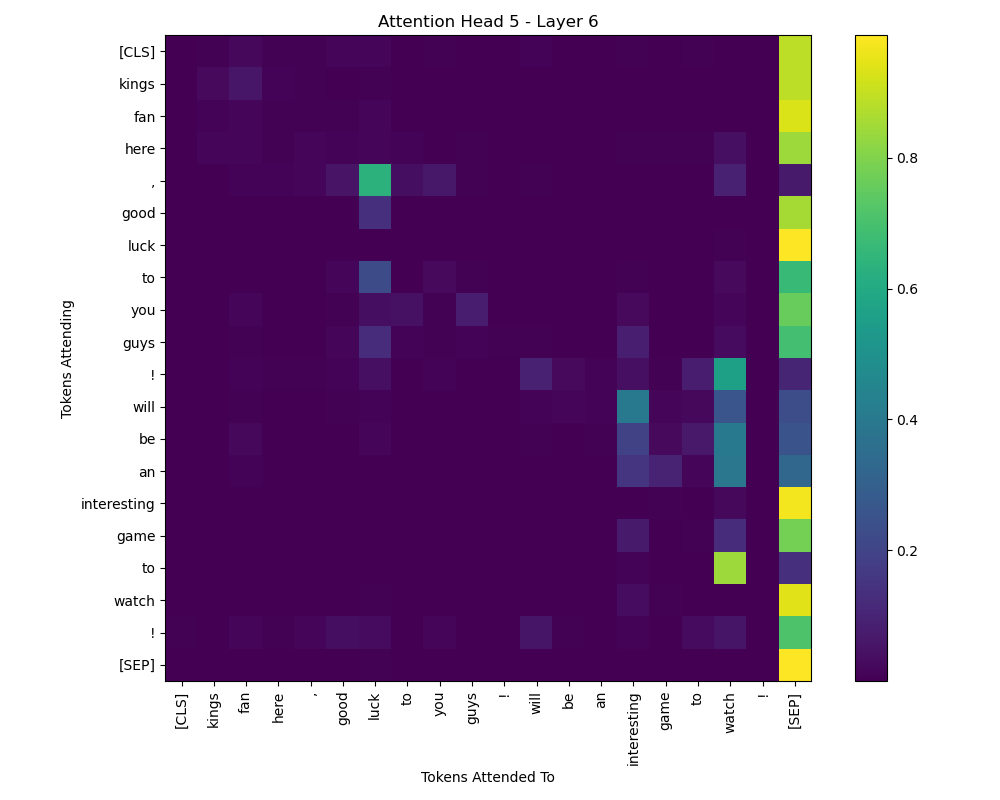 Attention Head 5 - Layer 6
Tokens Attending
[CLS]
kings
fan
here
,
good
luck
to
you
guys
!
will
be
an
interesting
game
to
watch
!
[SEP]
[CLS]
kings
fan
here
,
good
luck
to
you
guys
!
will
be
an
interesting
game
to
watch
!
[SEP]
Tokens Attended To
0.8
0.6
0.4
0.2